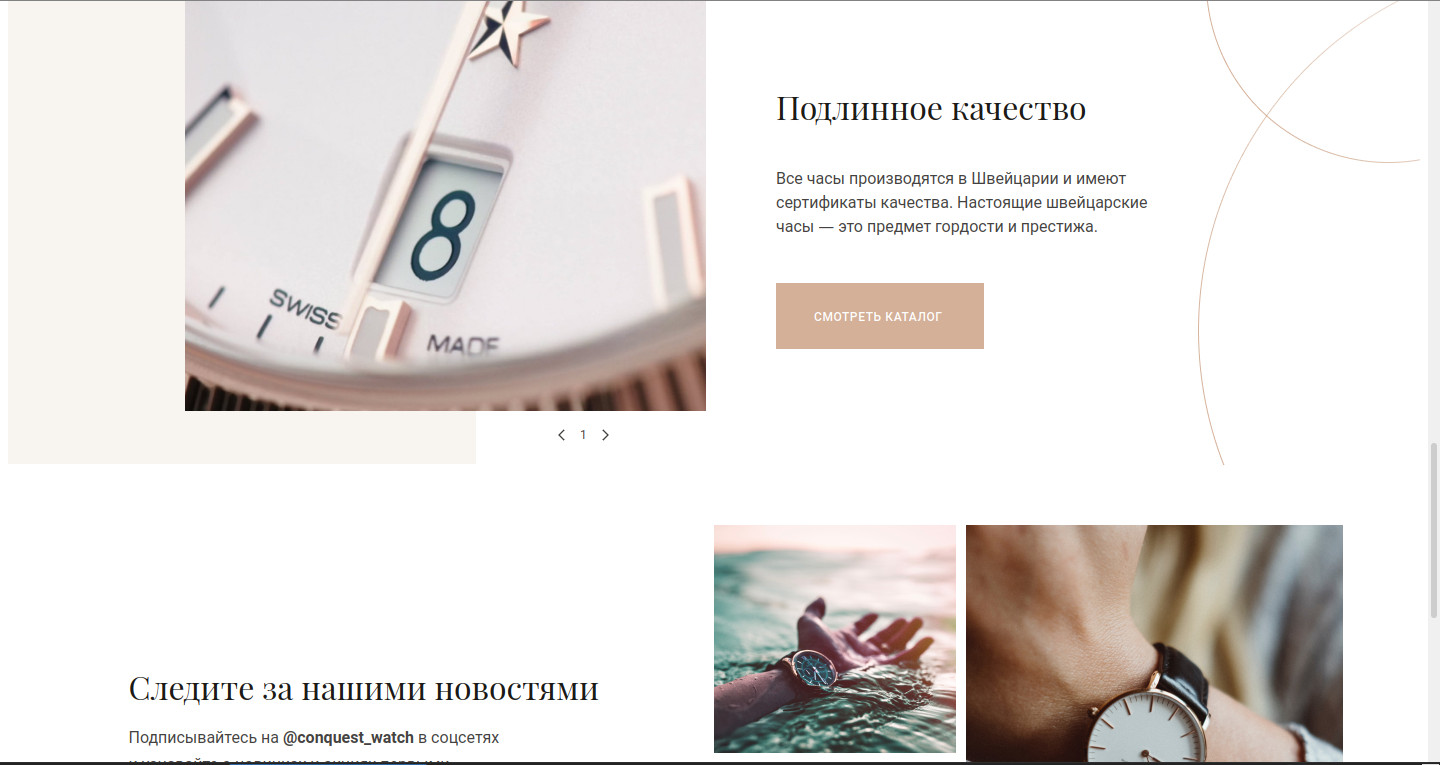 8
SWISS
MADE
Подлинное качество
Все часы производятся в Швейцарии и имеют
сертификаты качества. Настоящие швейцарские
часы — это предмет гордости и престижа.
СМОТРЕТЬ КАТАЛОГ
1
Следите за нашими новостями
Подписывайтесь на @conquest_watch в соцсетях